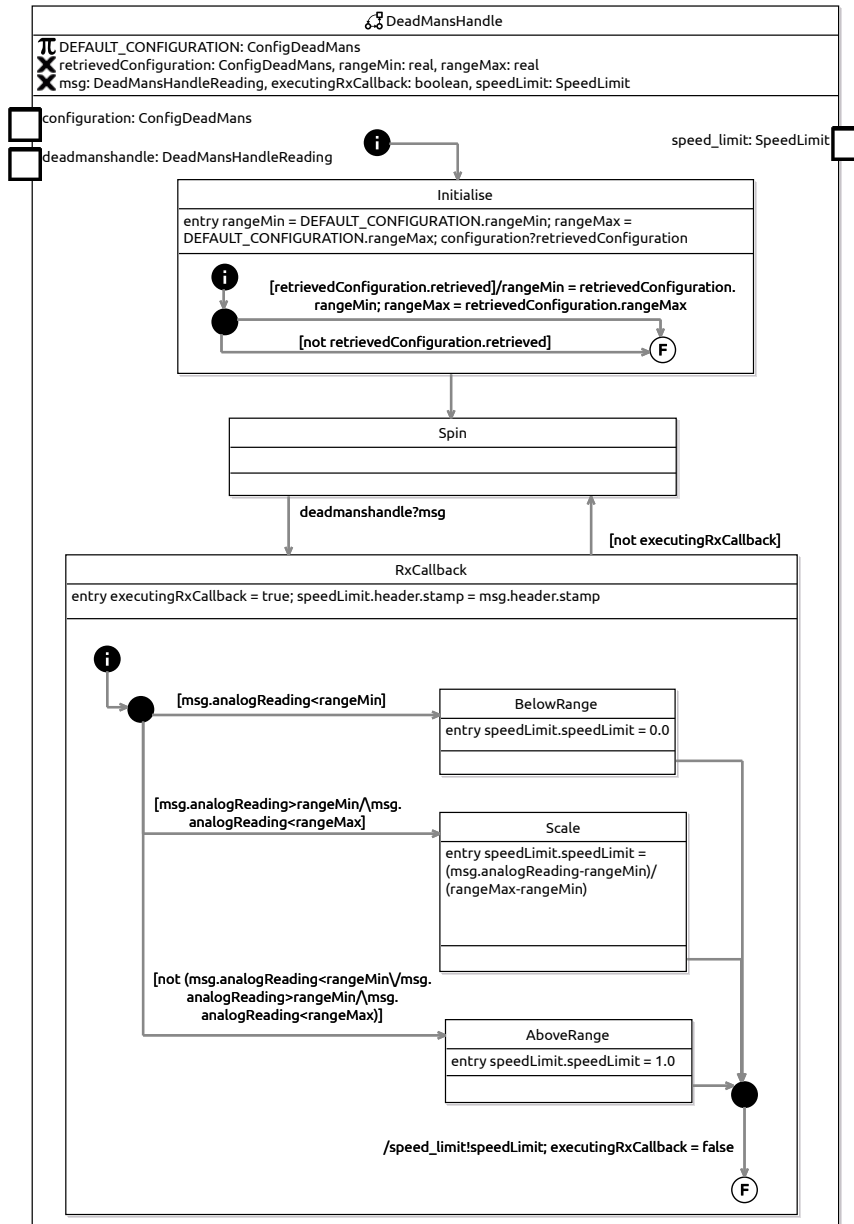 DeadMansHandle
DEFAULT_CONFIGURATION: ConfigDeadMans
retrievedConfiguration: ConfigDeadMans, rangeMin: real, rangeMax: real
msg: DeadMansHandleReading, executingRxCallback: boolean, speedLimit: SpeedLimit
configuration: ConfigDeadMans
speed_limit: SpeedLimit
deadmanshandle: DeadMansHandleReading
i
Initialise
entry rangeMin = DEFAULT_CONFIGURATION.rangeMin; rangeMax =
DEFAULT_CONFIGURATION.rangeMax; configuration?retrievedConfiguration
i
[retrievedConfiguration.retrieved]/rangeMin = retrievedConfiguration.
rangeMin; rangeMax = retrievedConfiguration.rangeMax
[not retrievedConfiguration.retrieved]
F
Spin
deadmanshandle?msg
[not executingRxCallback]
RxCallback
entry executingRxCallback = true; speedLimit.header.stamp = msg.header.stamp
i
[msg.analogReading<rangeMin]
BelowRange
entry speedLimit.speedLimit = 0.0
[msg.analogReading>rangeMin/\msg.
analogReading<rangeMax]
Scale
entry speedLimit.speedLimit =
(msg.analogReading-rangeMin)/
(rangeMax-rangeMin)
[not (msg.analogReading<rangeMin\/msg.
analogReading>rangeMin/\msg.
analogReading<rangeMax)]
AboveRange
entry speedLimit.speedLimit = 1.0
/speed_limit!speedLimit; executingRxCallback = false
F